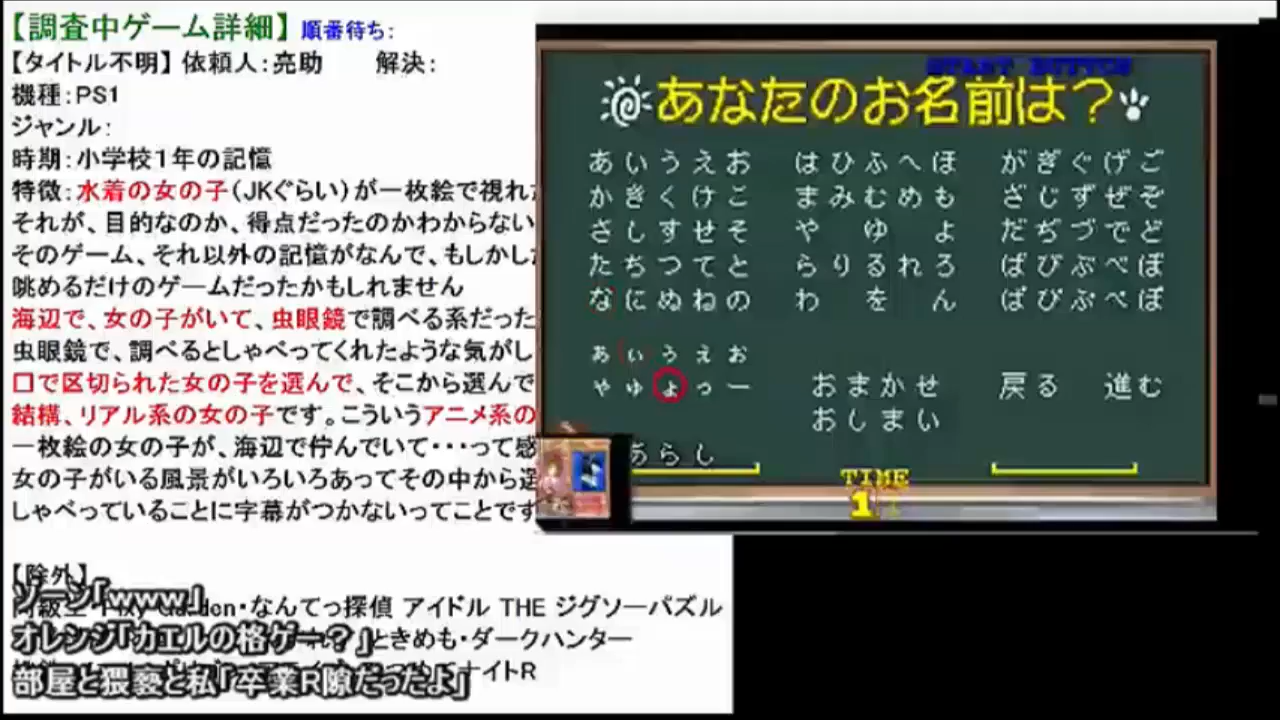 【調査中ゲーム詳細】 順番待ち：
【タイトル不明】 依頼人：亮助 解決：
機種：PS1
ジャンル：
時期：小学校１年の記憶
特徴：水着の女の子（JKぐらい）が一枚絵で視れ
それが、目的なのか、得点だったのかわからない
そのゲーム、それ以外の記憶がなんで、もしかし
眺めるだけのゲームだったかもしれません
海辺で、女の子がいて、虫眼鏡で調べる系だった
虫眼鏡で、調べるとしゃべってくれたような気がし
口で区切られた女の子を選んで、そこから選んで
結構、リアル系の女の子です。こういうアニメ系の
一枚絵の女の子が、海辺で佇んでいて・・・って感
女の子がいる風景がいろいろあってその中から選
しゃべっていることに字幕がつかないってことです
【除外】
・なんてっ探偵 アイドル THE ジグソーパズル
ときめも・ダークハンター
ナイトR
ゾーン「www」
オレンジ「カエルの格ゲー？」
部屋と猥褻と私「卒業R隙だったよ」
START BUTTON
あなたのお名前は？
あいうえお はひふへほ がぎぐげご
かきくけこ まみむめも ざじずぜぞ
さしすせそ や ゆ よ だぢづでど
たちつてと らりるれろ ばびぶべぼ
なにぬねの わ を ん ぱぴぷぺぽ
ぁぃぅぇぉ
ゃゅょっー おまかせ 戻る 進む
おしまい
あらし
TIME
1